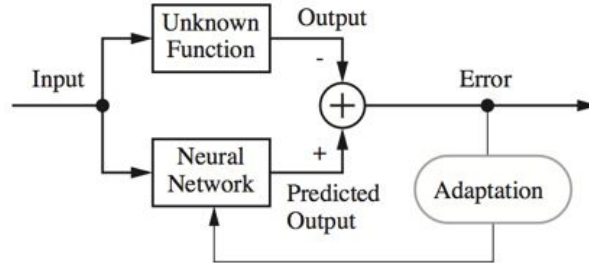 Unknown
Function
Output
-
Input
Error
Neural
Network
+
Predicted
Output
Adaptation